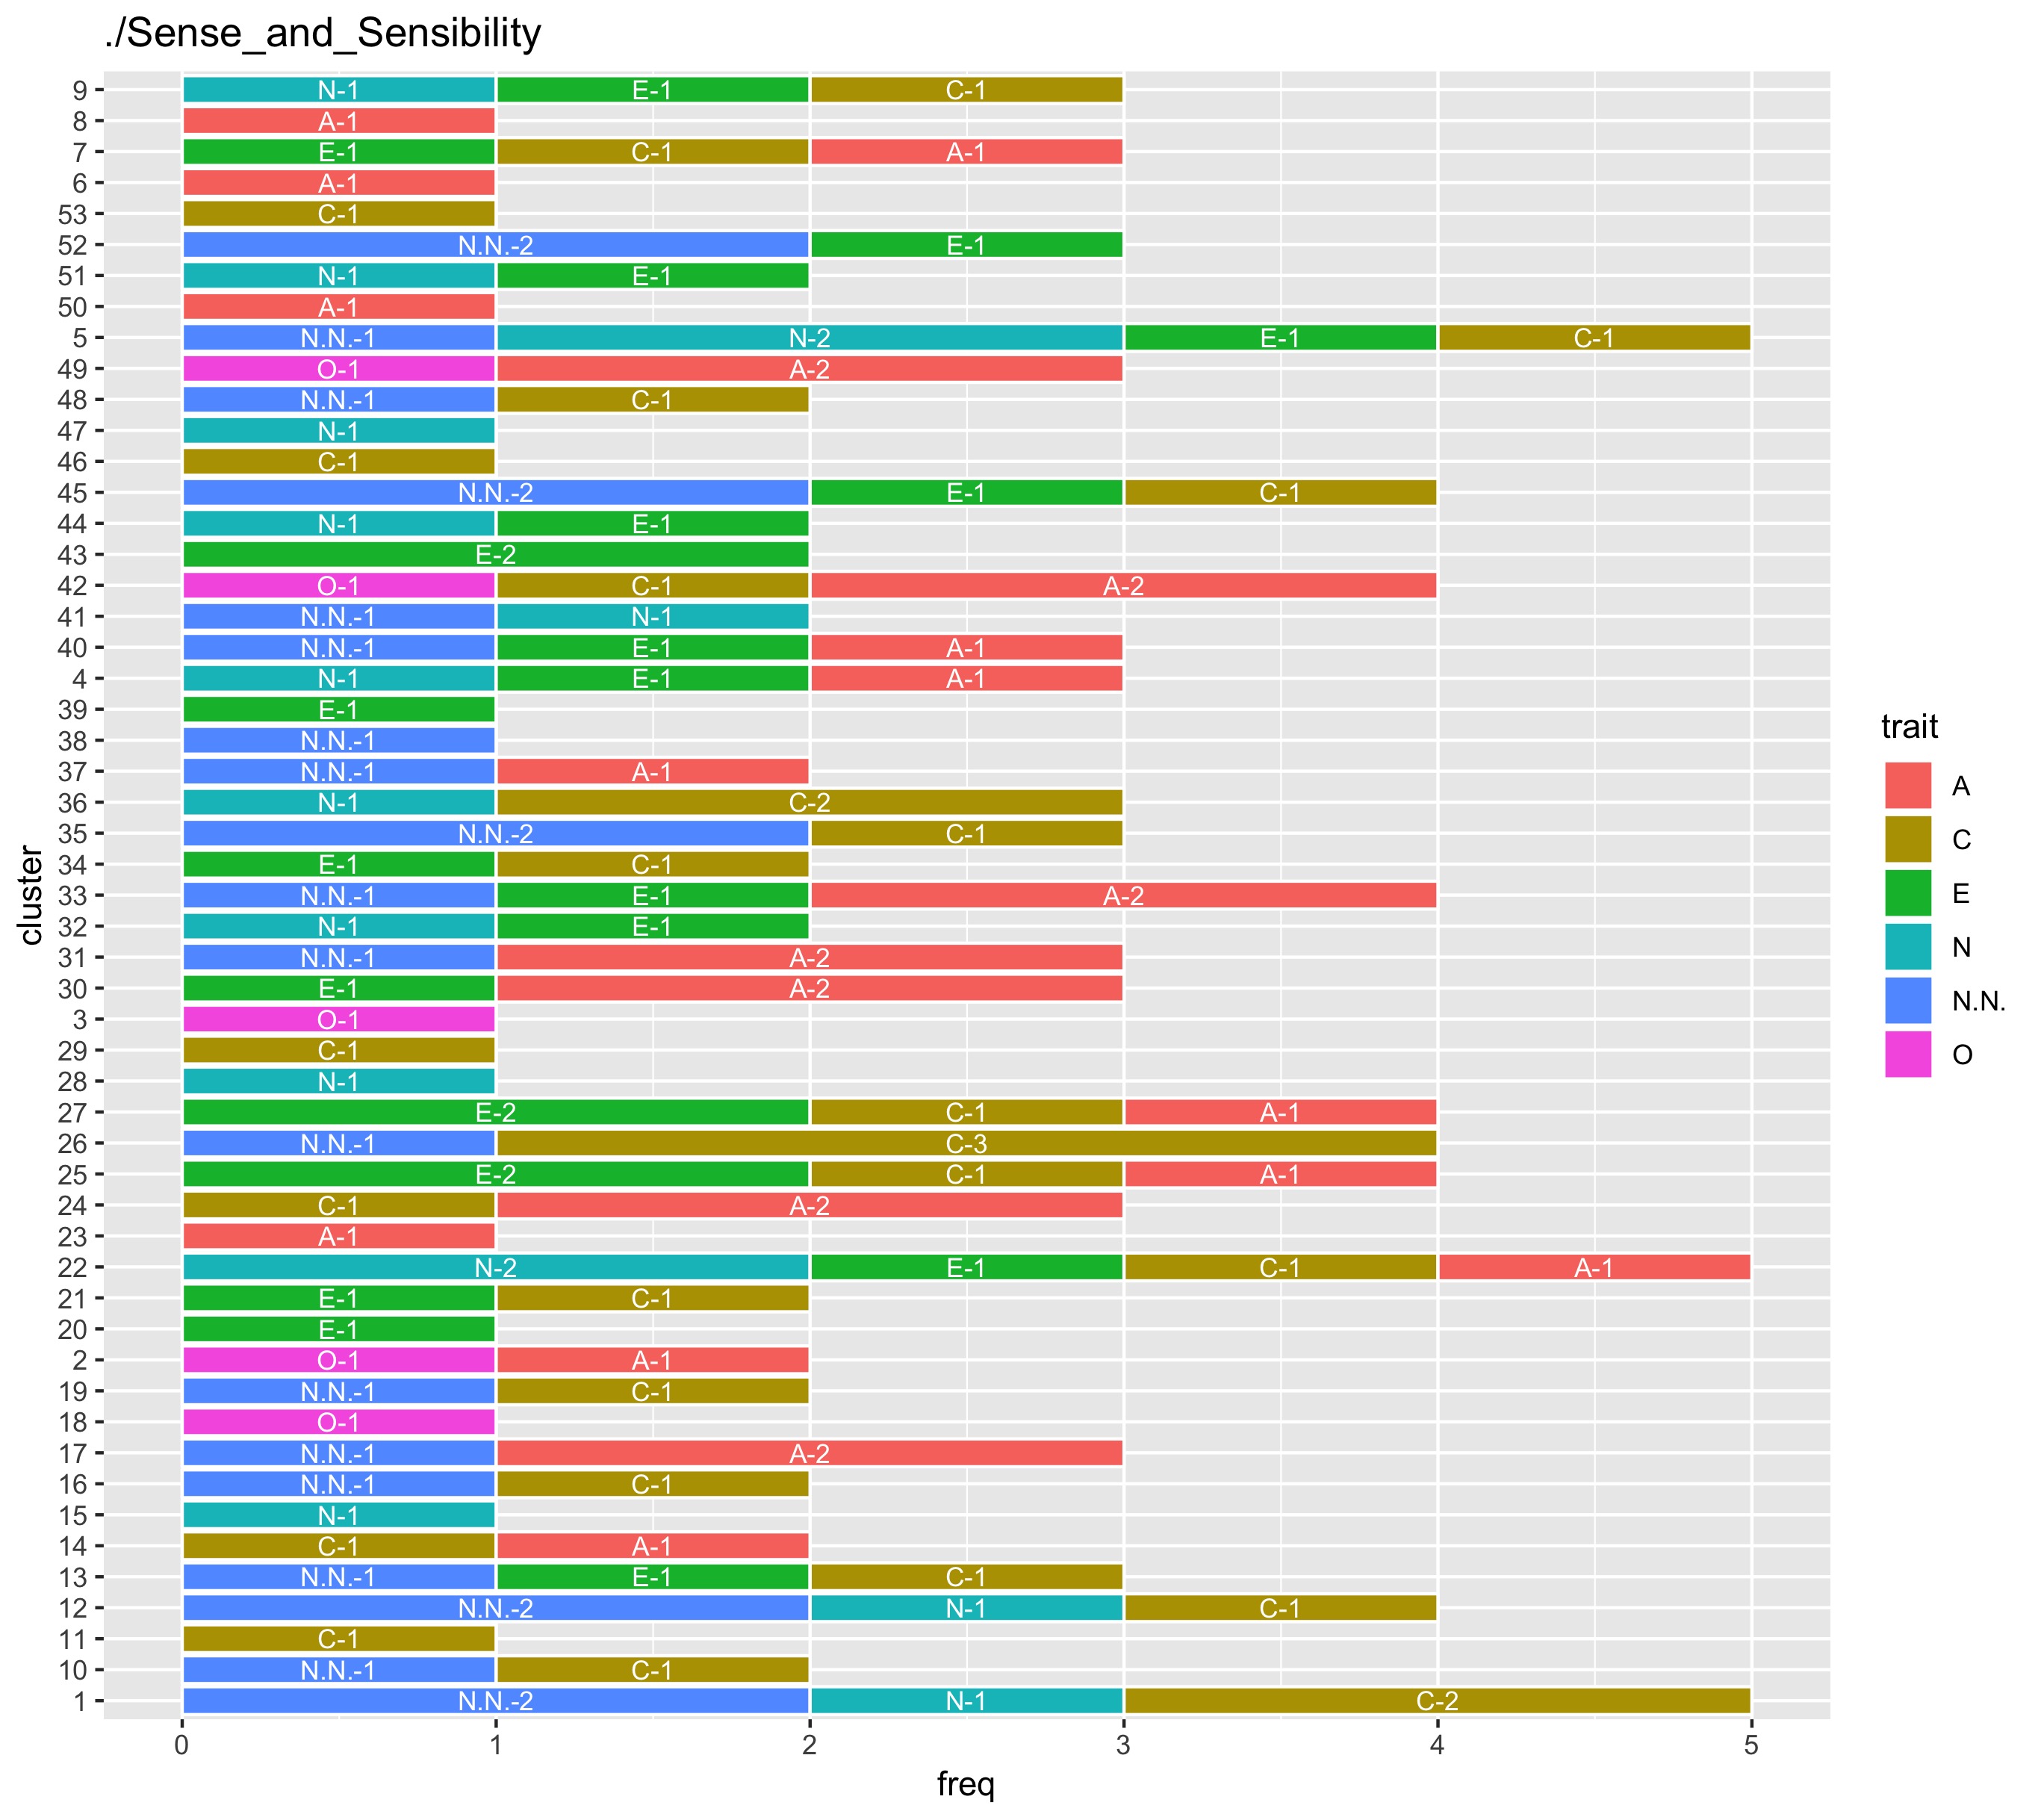 ./Sense_and_Sensibility
9 N-1 E-1 C-1
8 A-1
7 E-1 C-1 A-1
6 A-1
53 C-1
52 N.N.-2 E-1
51 N-1 E-1
50 A-1
5 N.N.-1 N-2 E-1 C-1
49 O-1 A-2
48 N.N.-1 C-1
47 N-1
46 C-1
45 N.N.-2 E-1 C-1
44 N-1 E-1
43 E-2
42 O-1 C-1 A-2
41 N.N.-1 N-1
40 N.N.-1 E-1 A-1
4 N-1 E-1 A-1
39 E-1
38 N.N.-1
37 N.N.-1 A-1
36 N-1 C-2
35 N.N.-2 C-1
34 E-1 C-1
33 N.N.-1 E-1 A-2
32 N-1 E-1
31 N.N.-1 A-2
30 E-1 A-2
3 O-1
29 C-1
28 N-1
27 E-2 C-1 A-1
26 N.N.-1 C-3
25 E-2 C-1 A-1
24 C-1 A-2
23 A-1
22 N-2 E-1 C-1 A-1
21 E-1 C-1
20 E-1
2 O-1 A-1
19 N.N.-1 C-1
18 O-1
17 N.N.-1 A-2
16 N.N.-1 C-1
15 N-1
14 C-1 A-1
13 N.N.-1 E-1 C-1
12 N.N.-2 N-1 C-1
11 C-1
10 N.N.-1 C-1
1 N.N.-2 N-1 C-2
0 1 2 3 4 5
freq
cluster
trait
A
C
E
N
N.N.
O